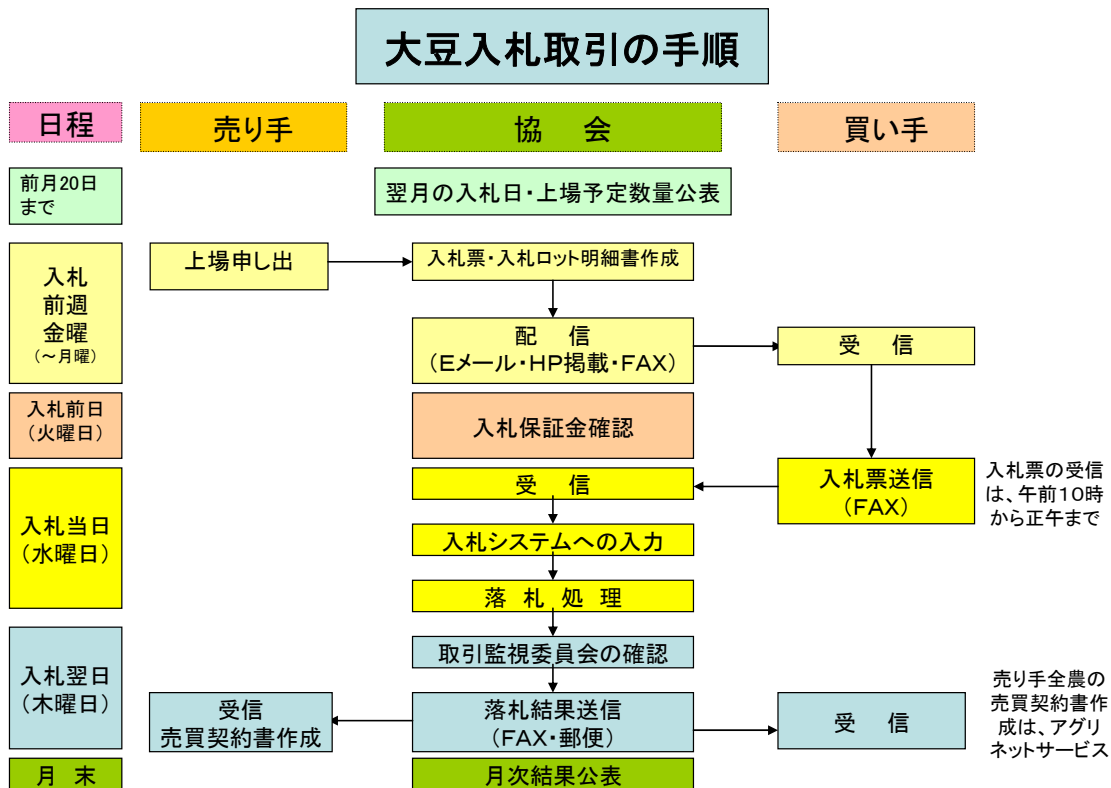 大豆入札取引の手順
日程
売り手
協　会
買い手
前月20日
まで
翌月の入札日・上場予定数量公表
入札
前週
金曜
（～月曜）
上場申し出
入札票・入札ロット明細書作成
配　信
（Eメール・HP掲載・FAX）
受　信
入札前日
（火曜日）
入札保証金確認
入札当日
（水曜日）
受　信
入札票送信
（FAX）
入札票の受信
は、午前10時
から正午まで
入札システムへの入力
落　札　処　理
入札翌日
（木曜日）
取引監視委員会の確認
受信
売買契約書作成
落札結果送信
（FAX・郵便）
受　信
売り手全農の
売買契約書作
成は、アグリ
ネットサービス
月　末
月次結果公表